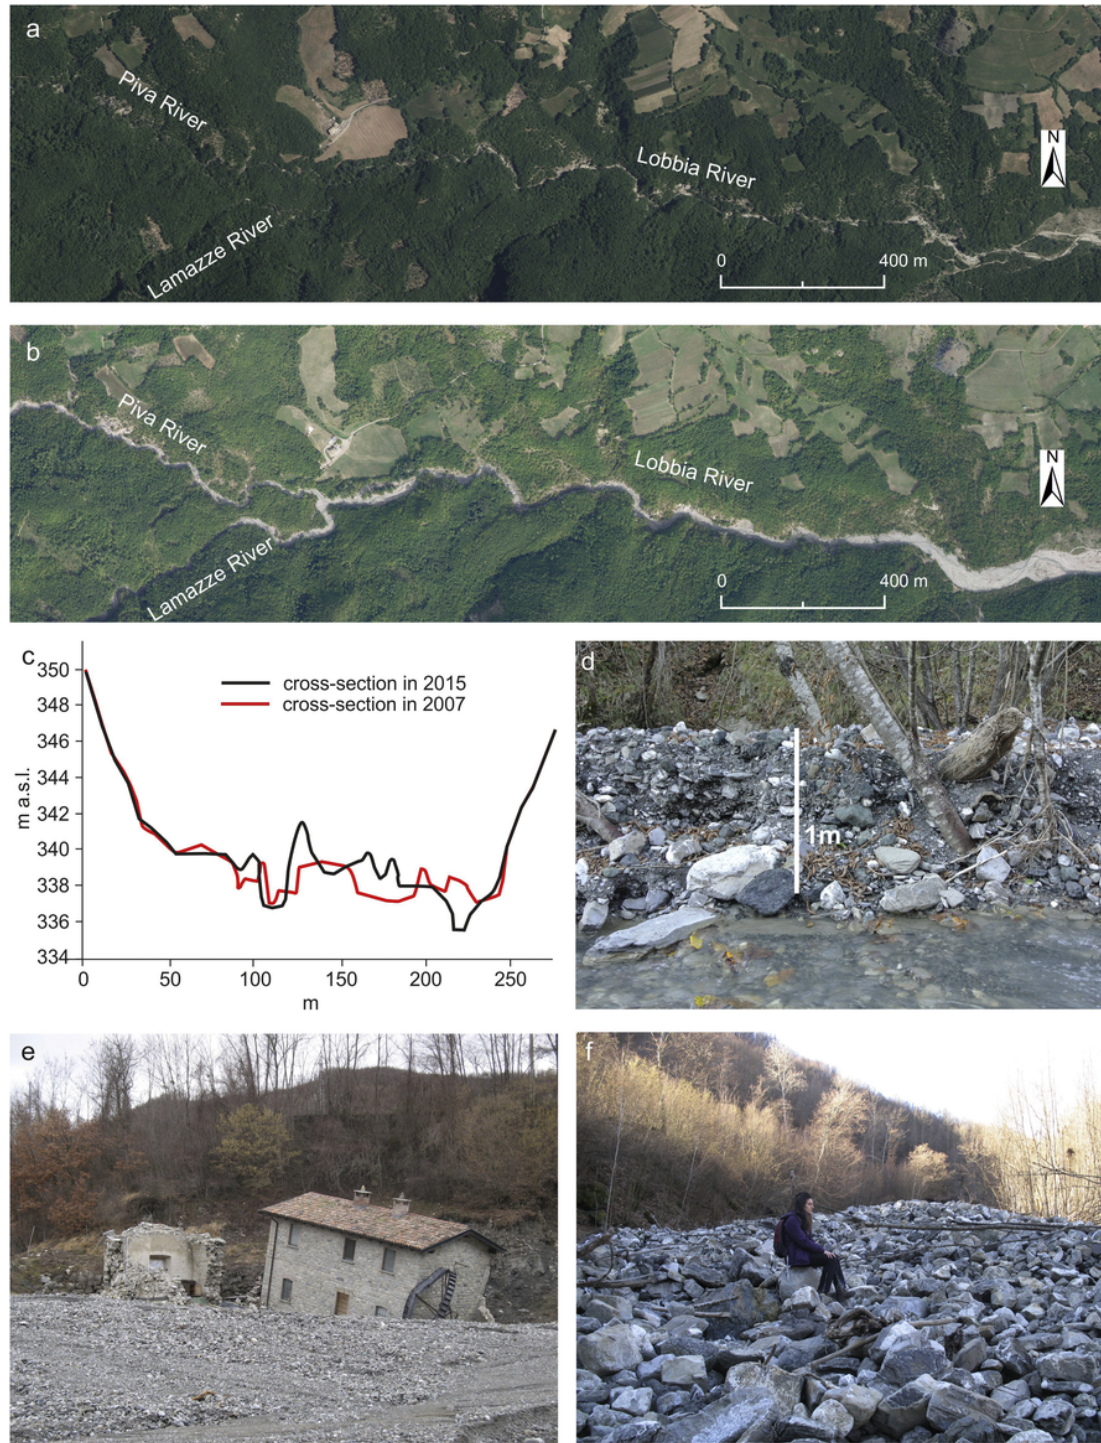 a
Piva River
Lobbia River
Lamazze River
N
0
400 m
b
Piva River
Lobbia River
Lamazze River
N
0
400 m
c
350
348
346
344
342
340
338
336
334
m a.s.l.
cross-section in 2015
cross-section in 2007
0
50
100
150
200
250
m
d
1m
e
f